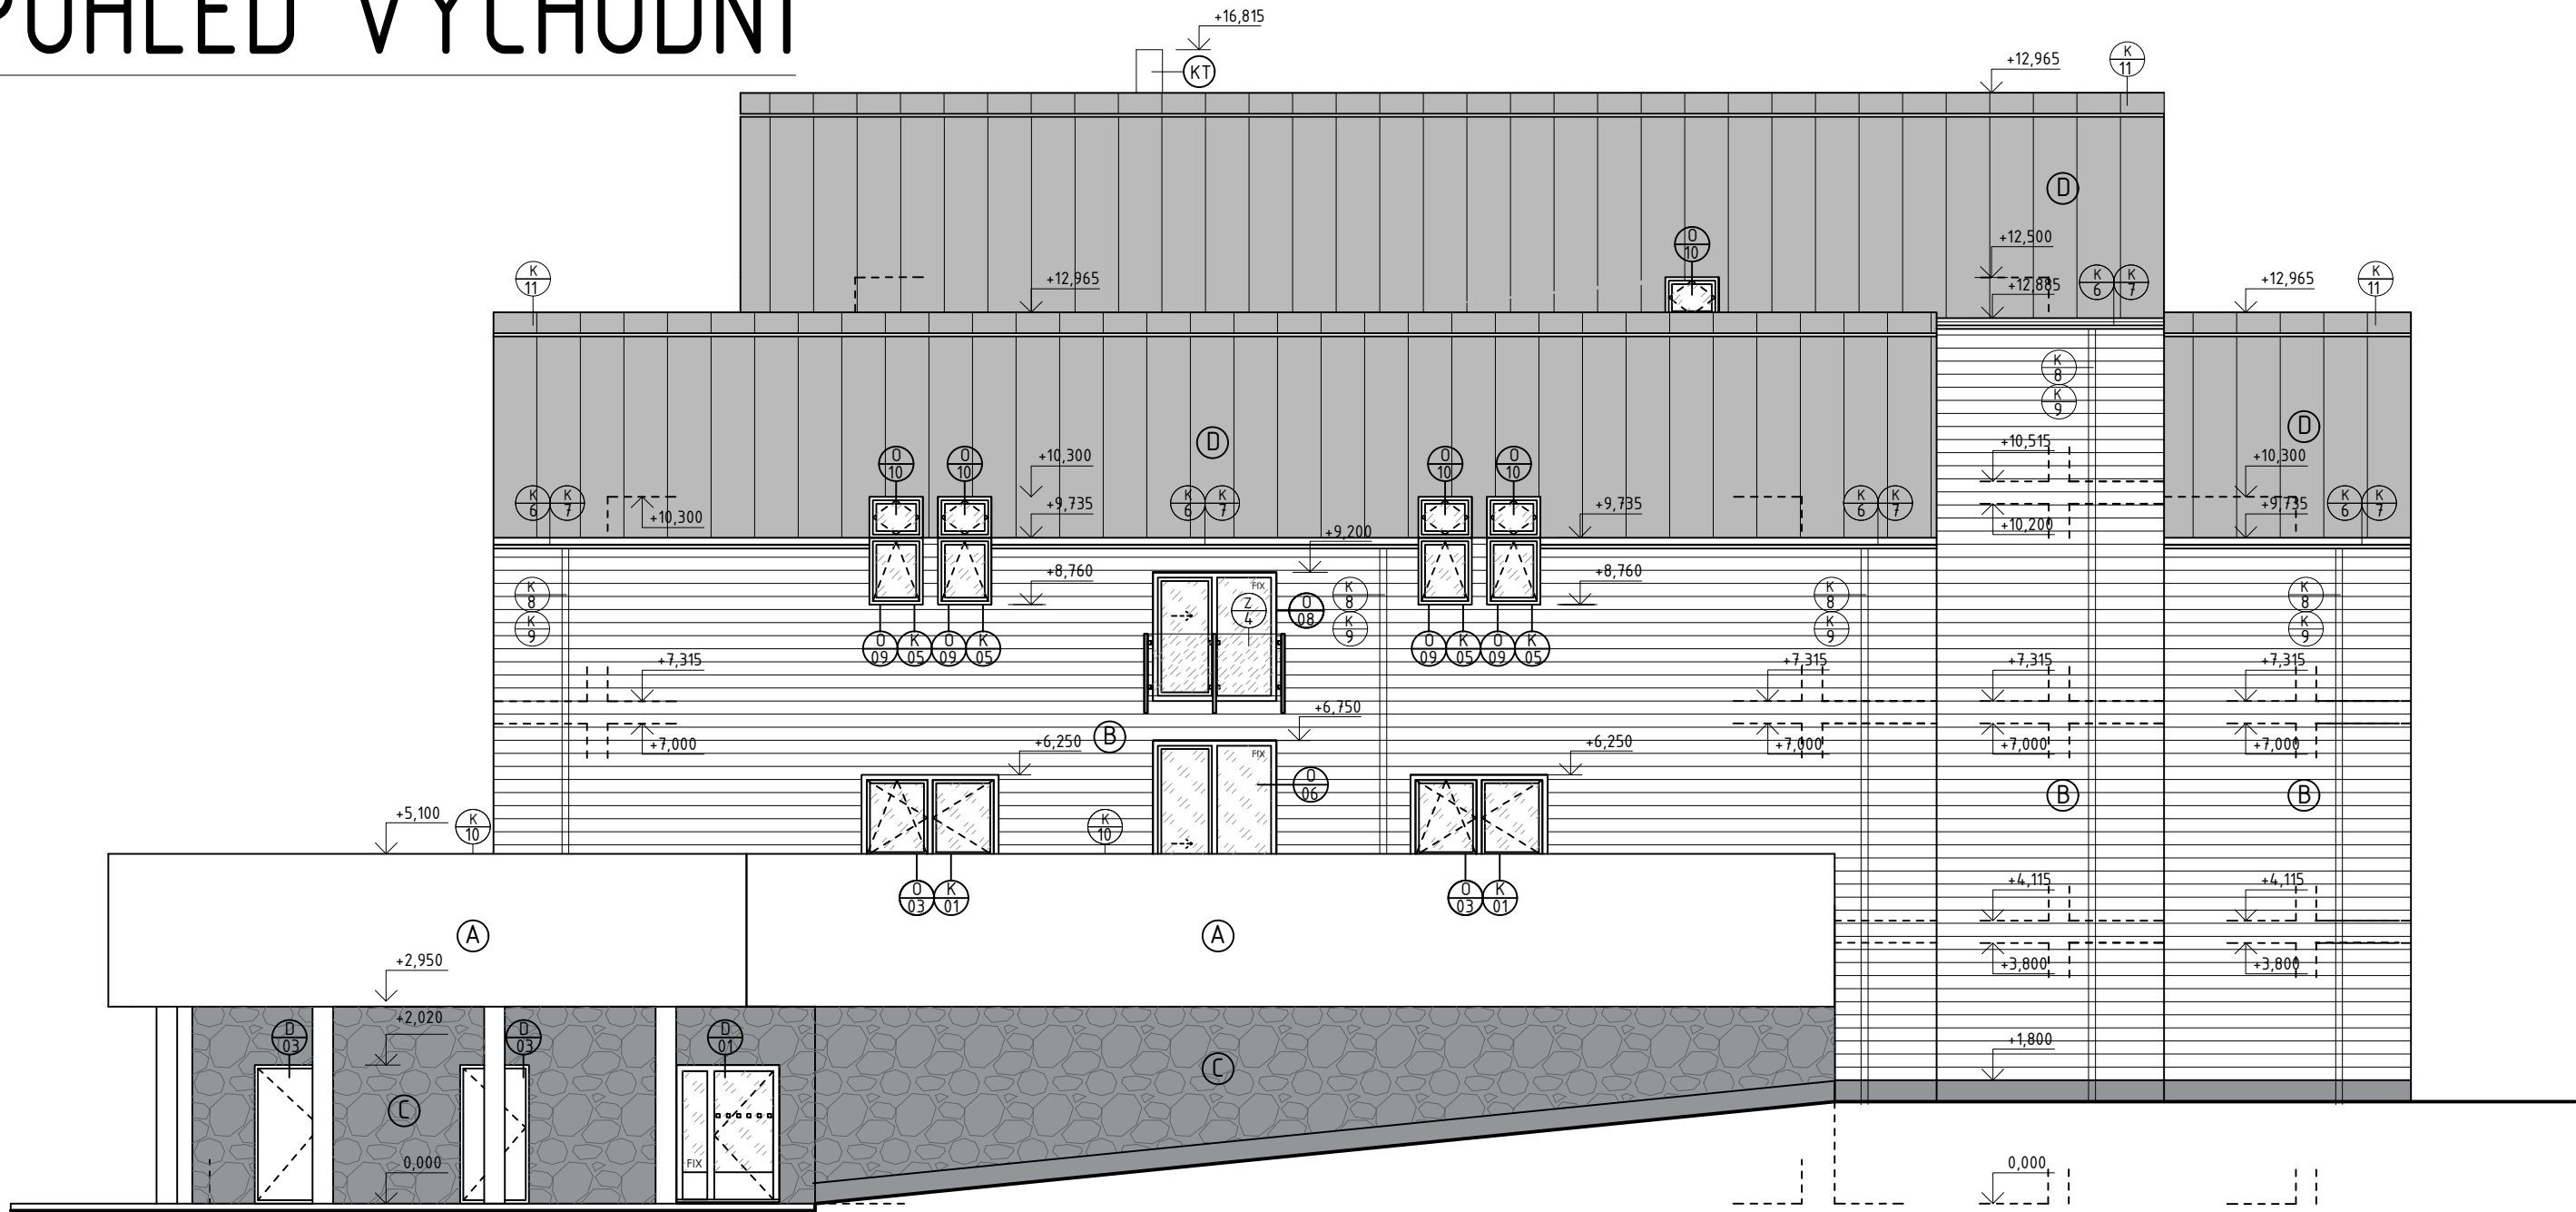 POHLED VÝCHODNÍ
+16,815
KT
+12,965
K 11
D
O 10
+12,500
+12,885
K 6 K 7
K 11
+12,965
+12,965
K 11
K 8
K 9
D
D
O 10 O 10
+10,300
O 10 O 10
+10,515
+10,300
K 6 K 7
+10,300
+9,735
K 6 K 7
+9,735
K 6 K 7
+10,200
+9,735
K 6 K 7
+9,200
K 8
K 9
+8,760
FIX
Z 4
O 08
K 8
K 9
+8,760
K 8
K 9
K 8
K 9
O 09 K 05 O 09 K 05
O 09 K 05 O 09 K 05
+7,315
+7,315
+7,315
+7,315
+6,750
+7,000
+6,250
B
FIX
+6,250
+7,000
+7,000
+7,000
O 06
B
B
+5,100
K 10
K 10
O 03 K 01
O 03 K 01
+4,115
+4,115
A
A
+2,950
+3,800
+3,800
+2,020
D 03
D 03
D 01
+1,800
C
C
0,000
FIX
0,000